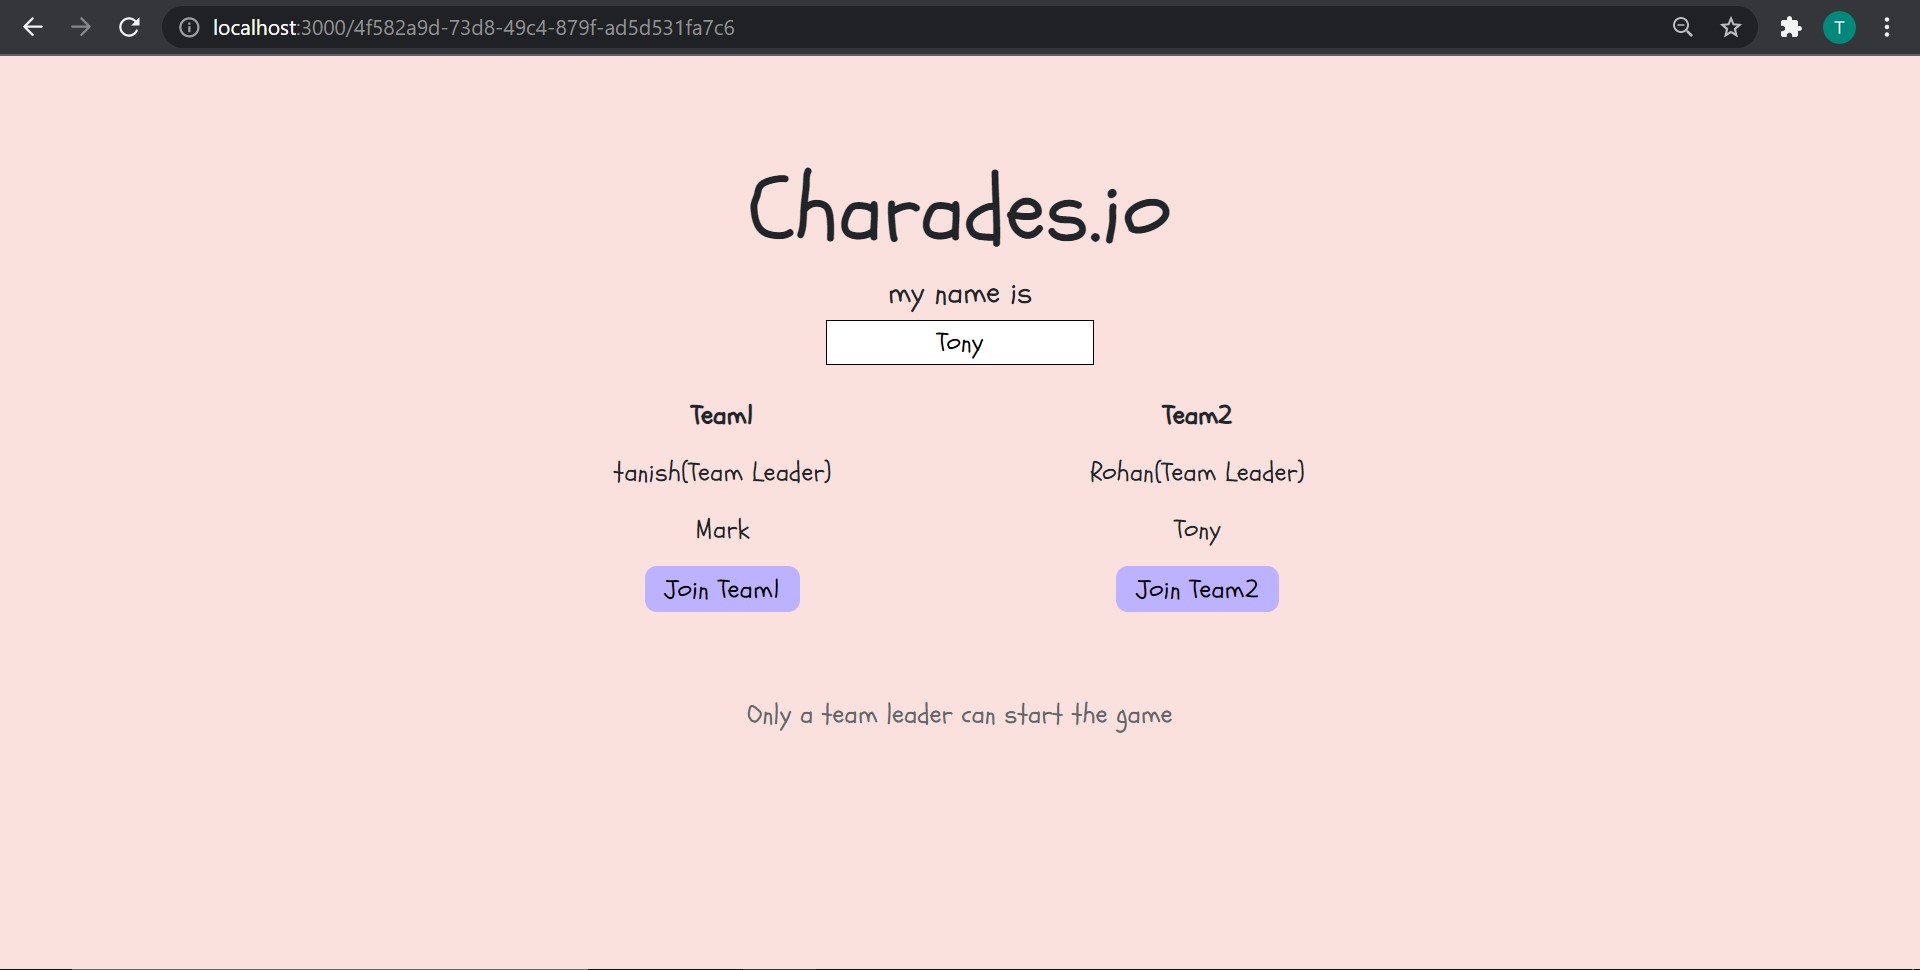 localhost:3000/4f582a9d-73d8-49c4-879f-ad5d531fa7c6
T
Charades.io
my name is
Tony
Team1 Team2
tanish(Team Leader) Rohan(Team Leader)
Mark Tony
Join Team1 Join Team2
Only a team leader can start the game